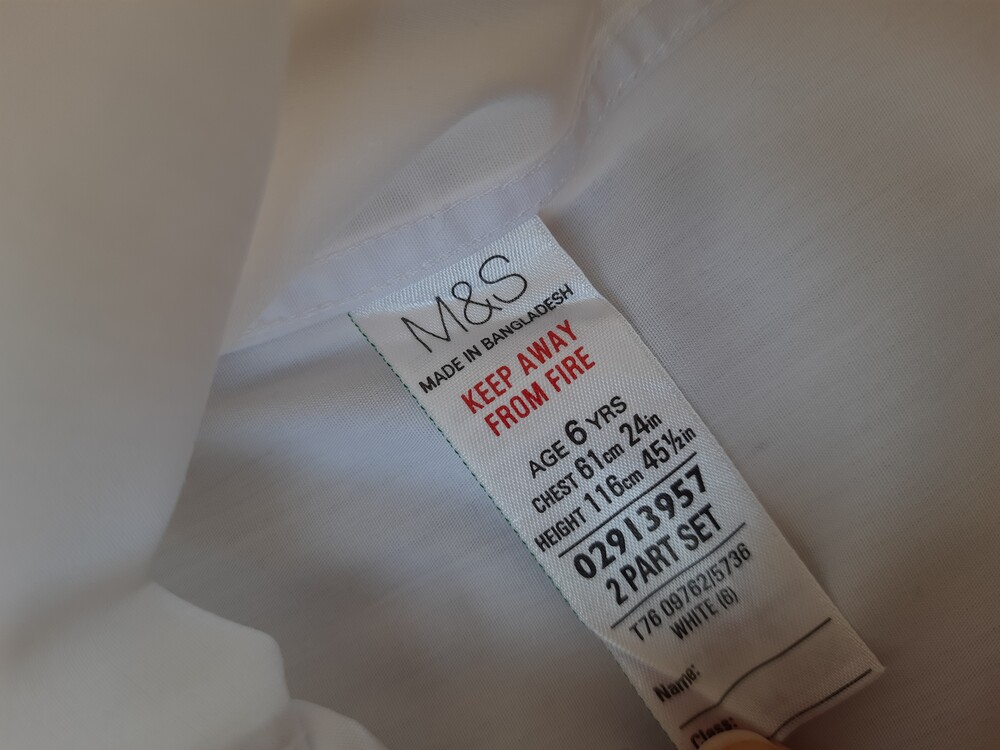 M&S
MADE IN BANGLADESH
KEEP AWAY
FROM FIRE
AGE 6 YRS
CHEST 61cm 24in
HEIGHT 116cm 45½in
02913957
2 PART SET
T76 09762/5736
WHITE (6)
Name:
Class: